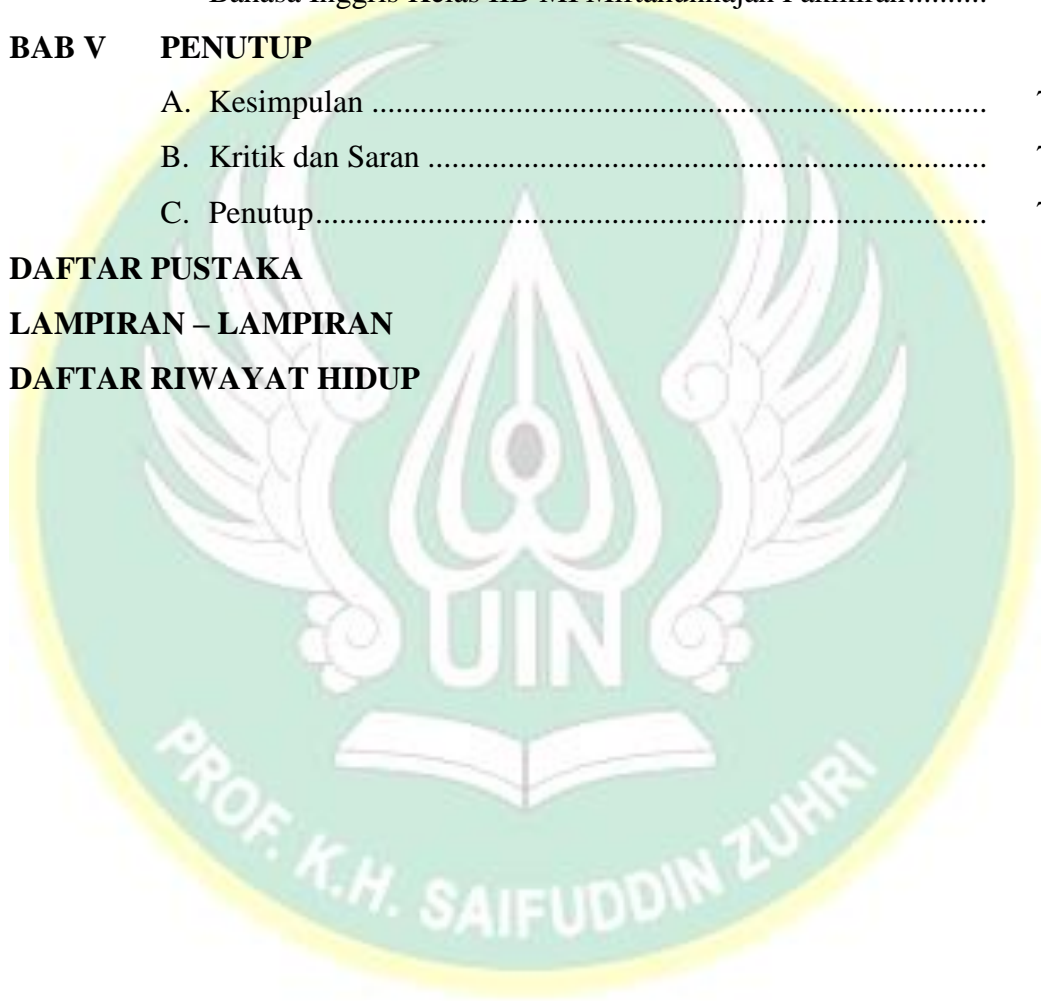 BAB V PENUTUP
A. Kesimpulan ............................................................................
B. Kritik dan Saran .....................................................................
C. Penutup...................................................................................
DAFTAR PUSTAKA
LAMPIRAN – LAMPIRAN
DAFTAR RIWAYAT HIDUP
UIN
PROF. K.H. SAIFUDDIN ZUHRI